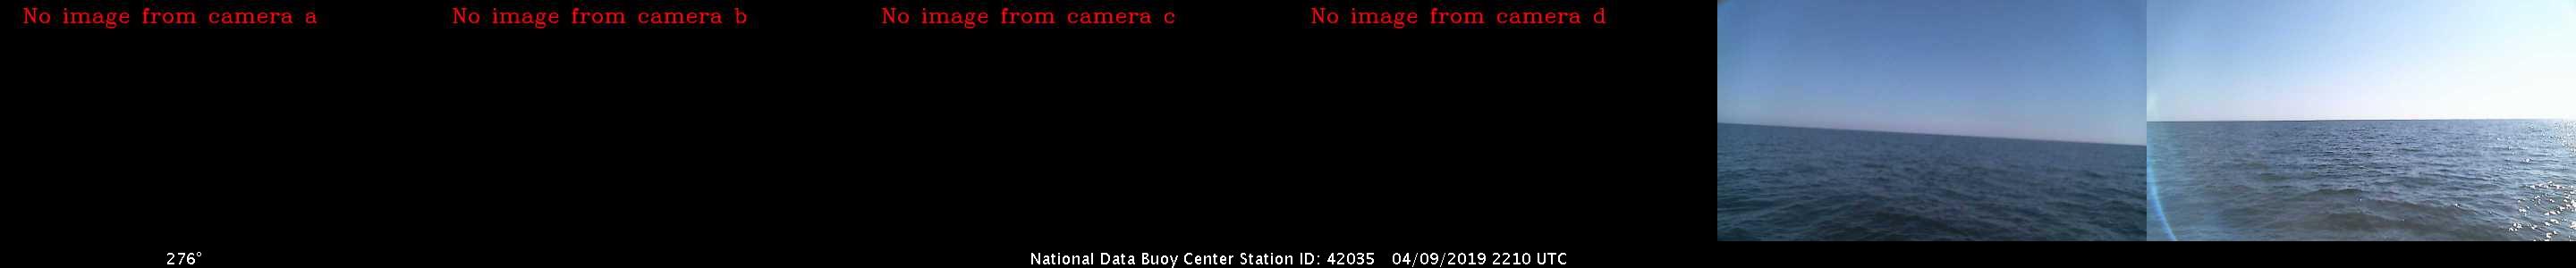 No image from camera a
No image from camera b
No image from camera c
No image from camera d
276°
National Data Buoy Center Station ID: 42035 04/09/2019 2210 UTC